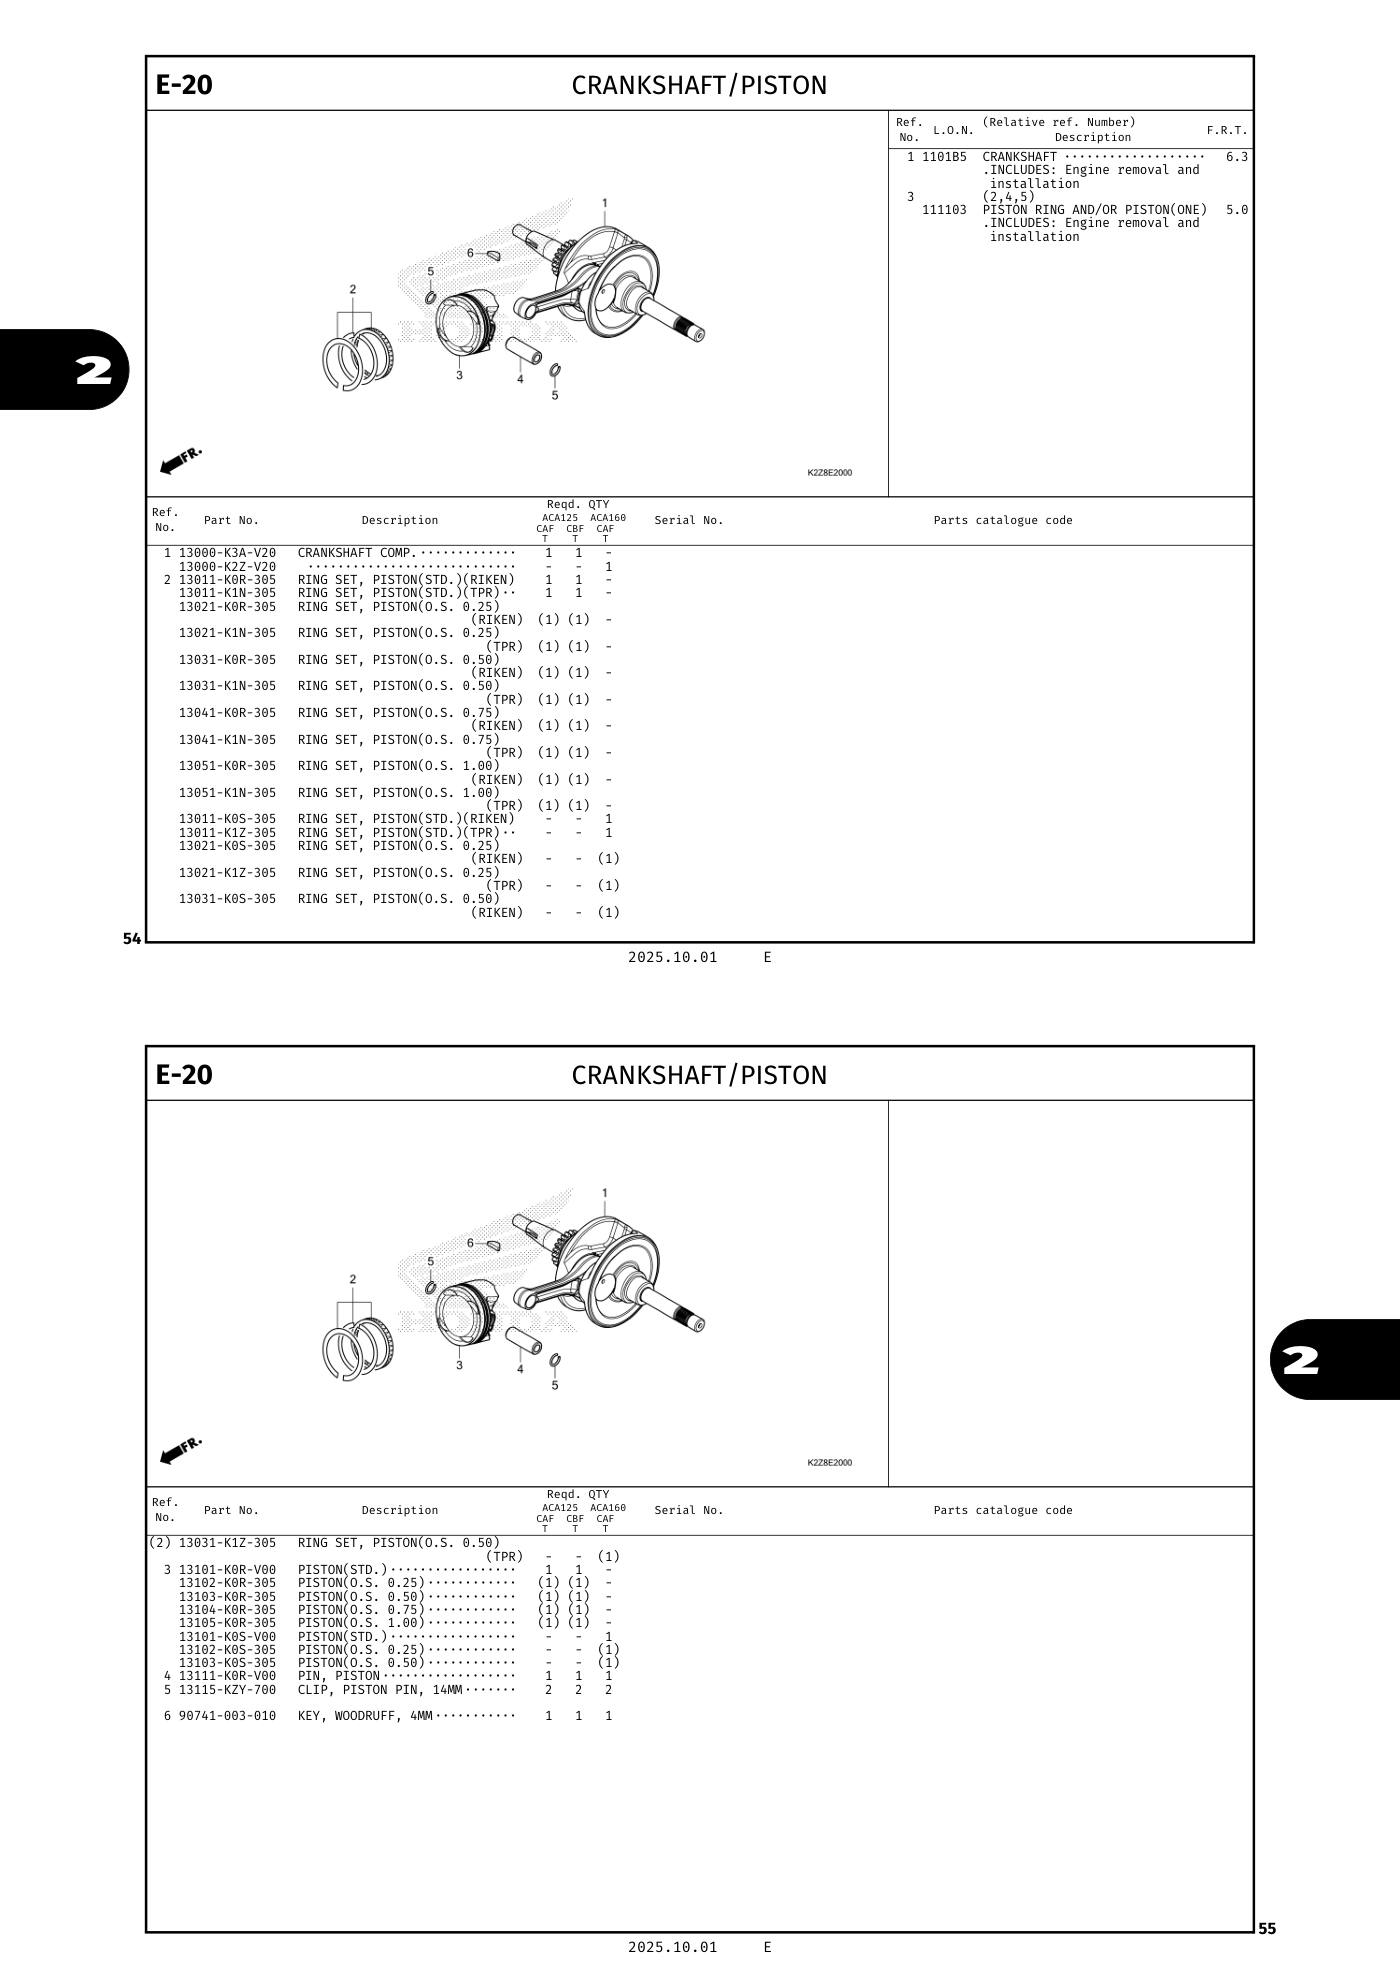 E-20
CRANKSHAFT/PISTON
Ref. No. L.O.N. (Relative ref. Number) Description F.R.T.
1 1101B5 CRANKSHAFT ··················· 6.3
.INCLUDES: Engine removal and
installation
3 (2,4,5)
111103 PISTON RING AND/OR PISTON(ONE) 5.0
.INCLUDES: Engine removal and
installation
1
6
5
2
HONDA
3
4
5
2
FR.
K2Z8E2000
Ref. No. Part No. Description Reqd. QTY Serial No. Parts catalogue code
ACA125 ACA160
CAF CBF CAF
T T T
1 13000-K3A-V20 CRANKSHAFT COMP.············· 1 1 -
13000-K2Z-V20 ···························· - - 1
2 13011-K0R-305 RING SET, PISTON(STD.)(RIKEN) 1 1 -
13011-K1N-305 RING SET, PISTON(STD.)(TPR)·· 1 1 -
13021-K0R-305 RING SET, PISTON(O.S. 0.25)
(RIKEN) (1) (1) -
13021-K1N-305 RING SET, PISTON(O.S. 0.25)
(TPR) (1) (1) -
13031-K0R-305 RING SET, PISTON(O.S. 0.50)
(RIKEN) (1) (1) -
13031-K1N-305 RING SET, PISTON(O.S. 0.50)
(TPR) (1) (1) -
13041-K0R-305 RING SET, PISTON(O.S. 0.75)
(RIKEN) (1) (1) -
13041-K1N-305 RING SET, PISTON(O.S. 0.75)
(TPR) (1) (1) -
13051-K0R-305 RING SET, PISTON(O.S. 1.00)
(RIKEN) (1) (1) -
13051-K1N-305 RING SET, PISTON(O.S. 1.00)
(TPR) (1) (1) -
13011-K0S-305 RING SET, PISTON(STD.)(RIKEN) - - 1
13011-K1Z-305 RING SET, PISTON(STD.)(TPR)·· - - 1
13021-K0S-305 RING SET, PISTON(O.S. 0.25)
(RIKEN) - - (1)
13021-K1Z-305 RING SET, PISTON(O.S. 0.25)
(TPR) - - (1)
13031-K0S-305 RING SET, PISTON(O.S. 0.50)
(RIKEN) - - (1)
54
2025.10.01 E
E-20
CRANKSHAFT/PISTON
1
6
5
2
HONDA
3
4
5
2
FR.
K2Z8E2000
Ref. No. Part No. Description Reqd. QTY Serial No. Parts catalogue code
ACA125 ACA160
CAF CBF CAF
T T T
(2) 13031-K1Z-305 RING SET, PISTON(O.S. 0.50)
(TPR) - - (1)
3 13101-K0R-V00 PISTON(STD.)················· 1 1 -
13102-K0R-305 PISTON(O.S. 0.25)············ (1) (1) -
13103-K0R-305 PISTON(O.S. 0.50)············ (1) (1) -
13104-K0R-305 PISTON(O.S. 0.75)············ (1) (1) -
13105-K0R-305 PISTON(O.S. 1.00)············ (1) (1) -
13101-K0S-V00 PISTON(STD.)················· - - 1
13102-K0S-305 PISTON(O.S. 0.25)············ - - (1)
13103-K0S-305 PISTON(O.S. 0.50)············ - - (1)
4 13111-K0R-V00 PIN, PISTON·················· 1 1 1
5 13115-KZY-700 CLIP, PISTON PIN, 14MM······· 2 2 2
6 90741-003-010 KEY, WOODRUFF, 4MM··········· 1 1 1
55
2025.10.01 E